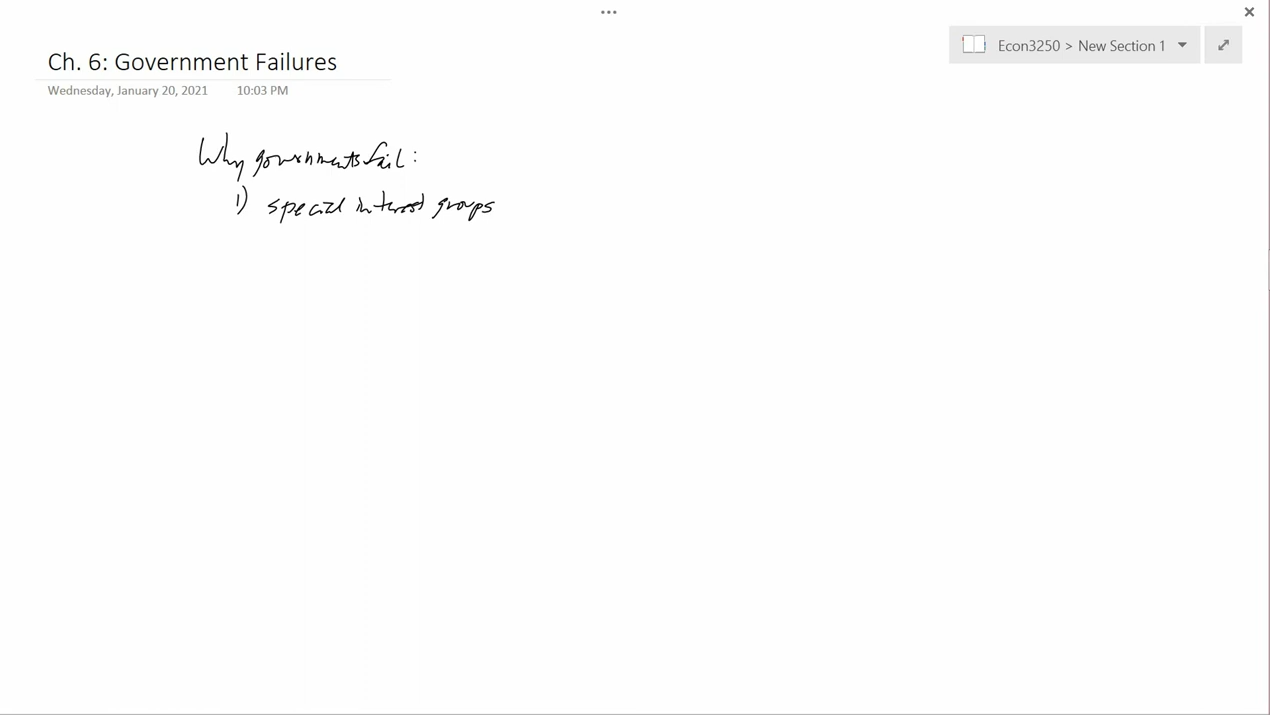 Econ3250 > New Section 1
Ch. 6: Government Failures
Wednesday, January 20, 2021 10:03 PM
Why governments fail :
1) special interest groups